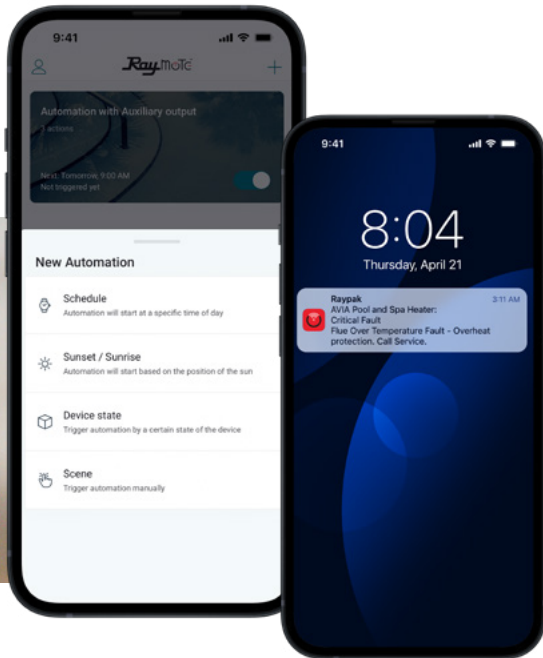 9:41
RayMOTE
Automation with Auxiliary output
3 actions
Next: Tomorrow, 9:00 AM
Not triggered yet
New Automation
Schedule
Automation will start at a specific time of day
Sunset / Sunrise
Automation will start based on the position of the sun
Device state
Trigger automation by a certain state of the device
Scene
Trigger automation manually
9:41
8:04
Thursday, April 21
Raypak 3:11 AM
AVIA Pool and Spa Heater:
Critical Fault
Flue Over Temperature Fault - Overheat
protection. Call Service.